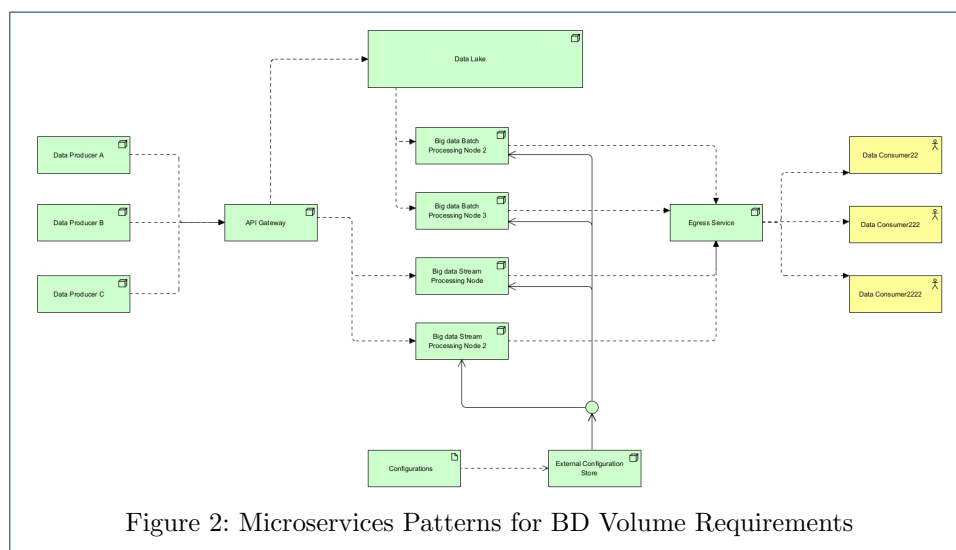 Data Lake
Big data Batch
Processing Node 2
Data Producer A
Data Consumer22
Big data Batch
Processing Node 3
Data Producer B
API Gateway
Egress Service
Data Consumer222
Big data Stream
Processing Node
Data Producer C
Data Consumer2222
Big data Stream
Processing Node 2
Configurations
External Configuration
Store
Figure 2: Microservices Patterns for BD Volume Requirements